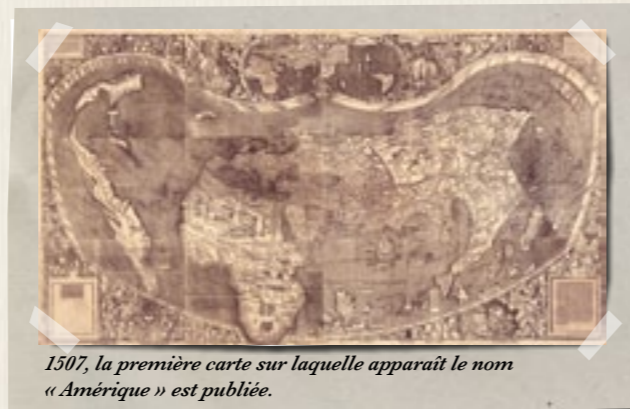 1507, la première carte sur laquelle apparaît le nom
« Amérique » est publiée.